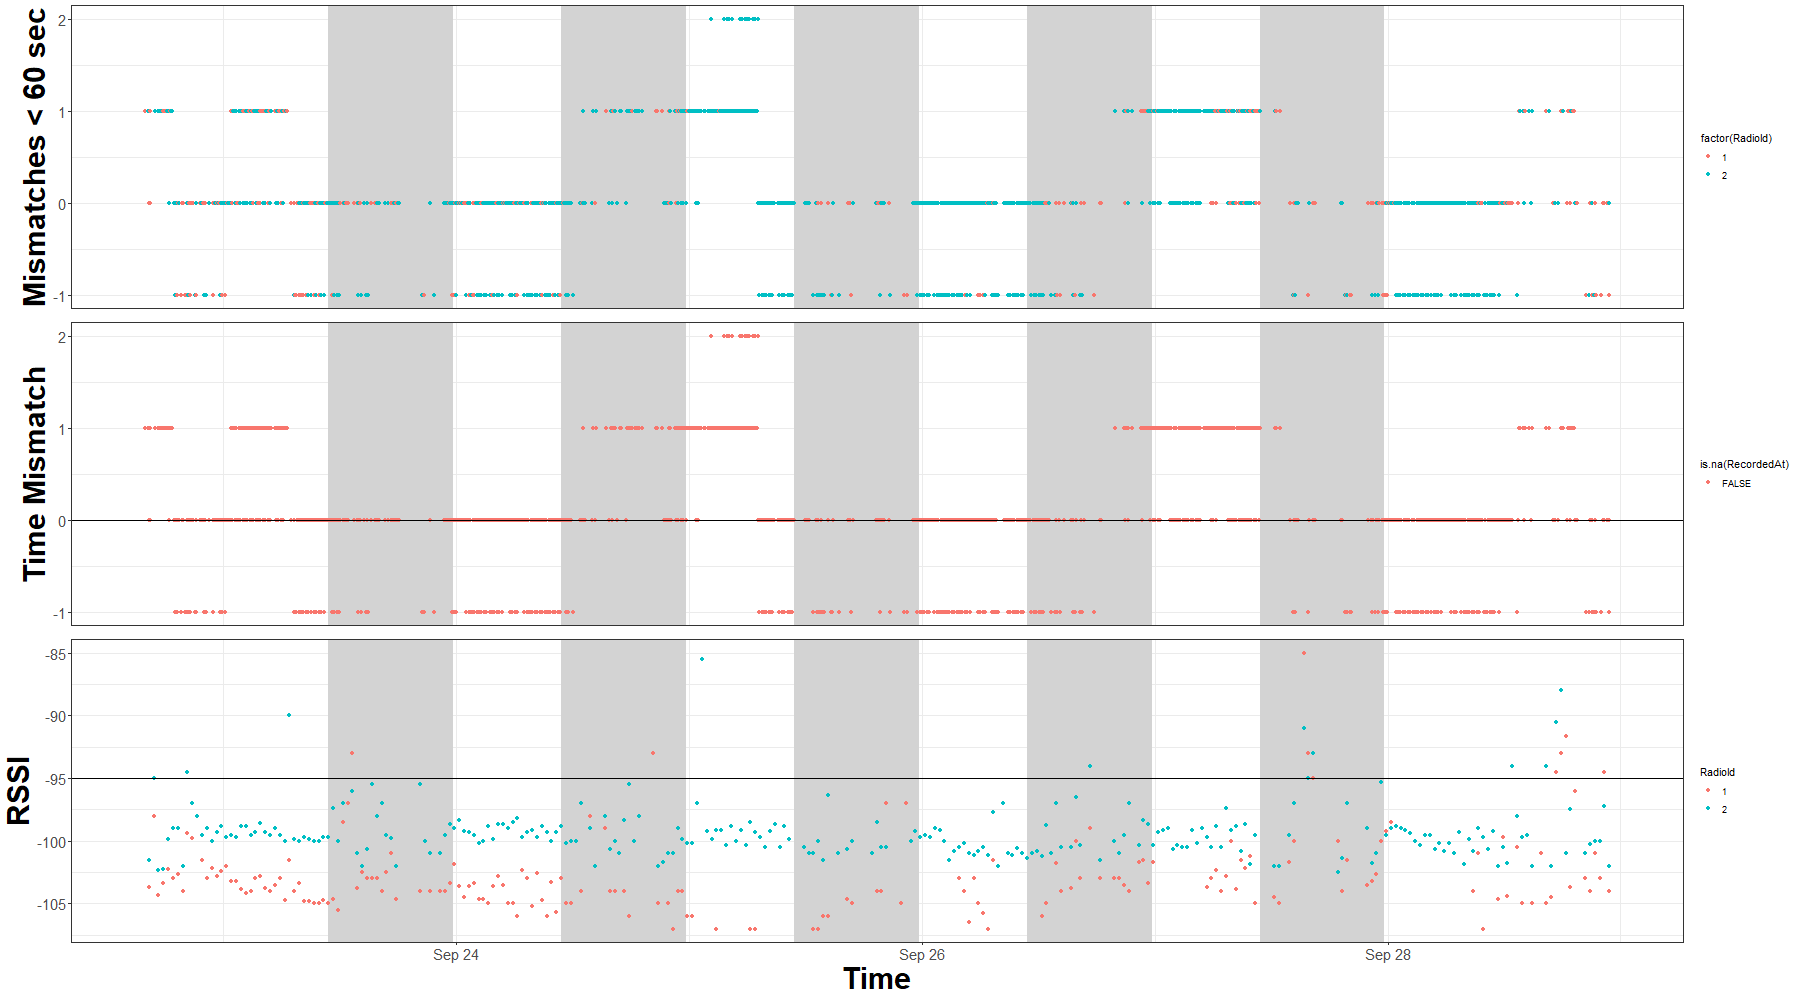 Mismatches < 60 sec
2
1
0
-1
factor(RadioId)
1
2
Time Mismatch
2
1
0
-1
is.na(RecordedAt)
FALSE
RSSI
-85
-90
-95
-100
-105
RadioId
1
2
Sep 24
Sep 26
Sep 28
Time